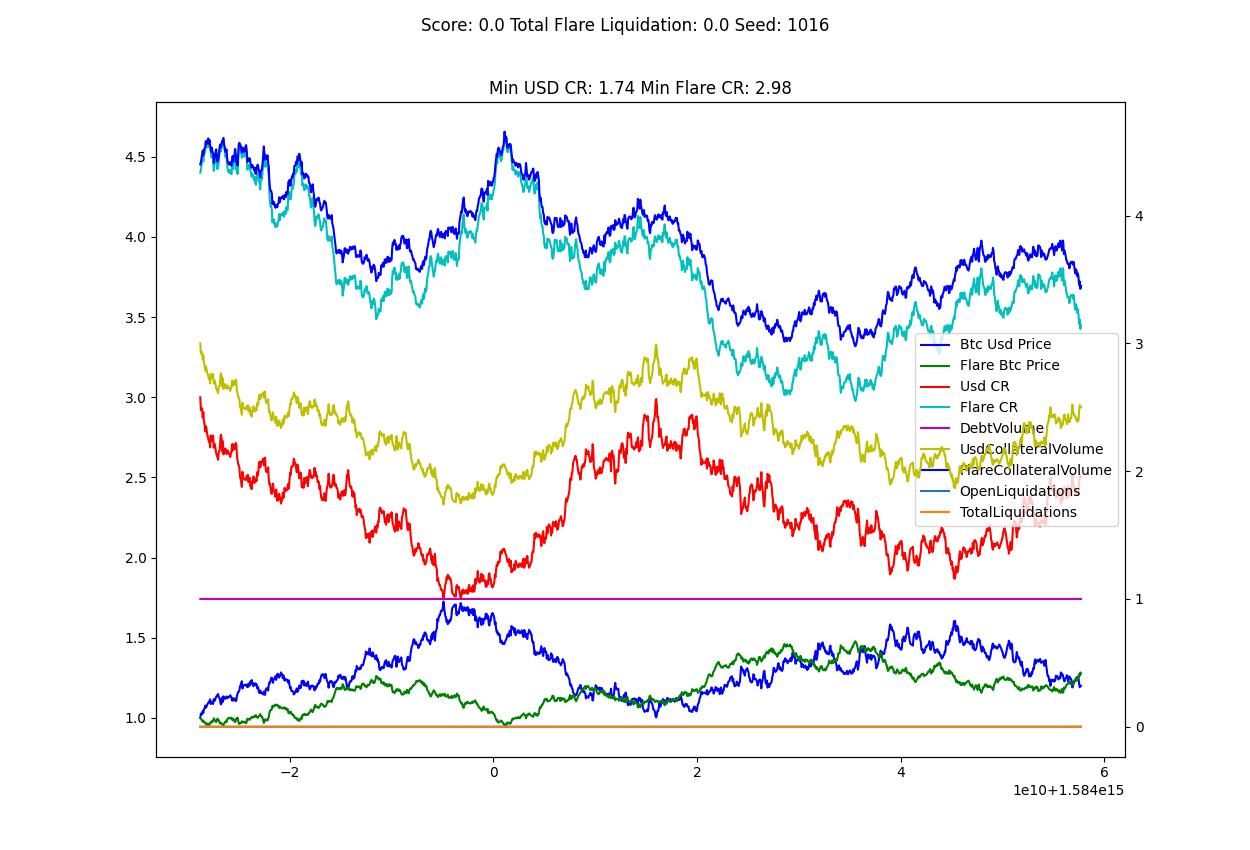 Score: 0.0 Total Flare Liquidation: 0.0 Seed: 1016
Min USD CR: 1.74 Min Flare CR: 2.98
4.5
4.0
3.5
3.0
2.5
2.0
1.5
1.0
4
3
2
1
0
Btc Usd Price
Flare Btc Price
Usd CR
Flare CR
DebtVolume
UsdCollateralVolume
FlareCollateralVolume
OpenLiquidations
TotalLiquidations
−2 0 2 4 6
1e10+1.584e15